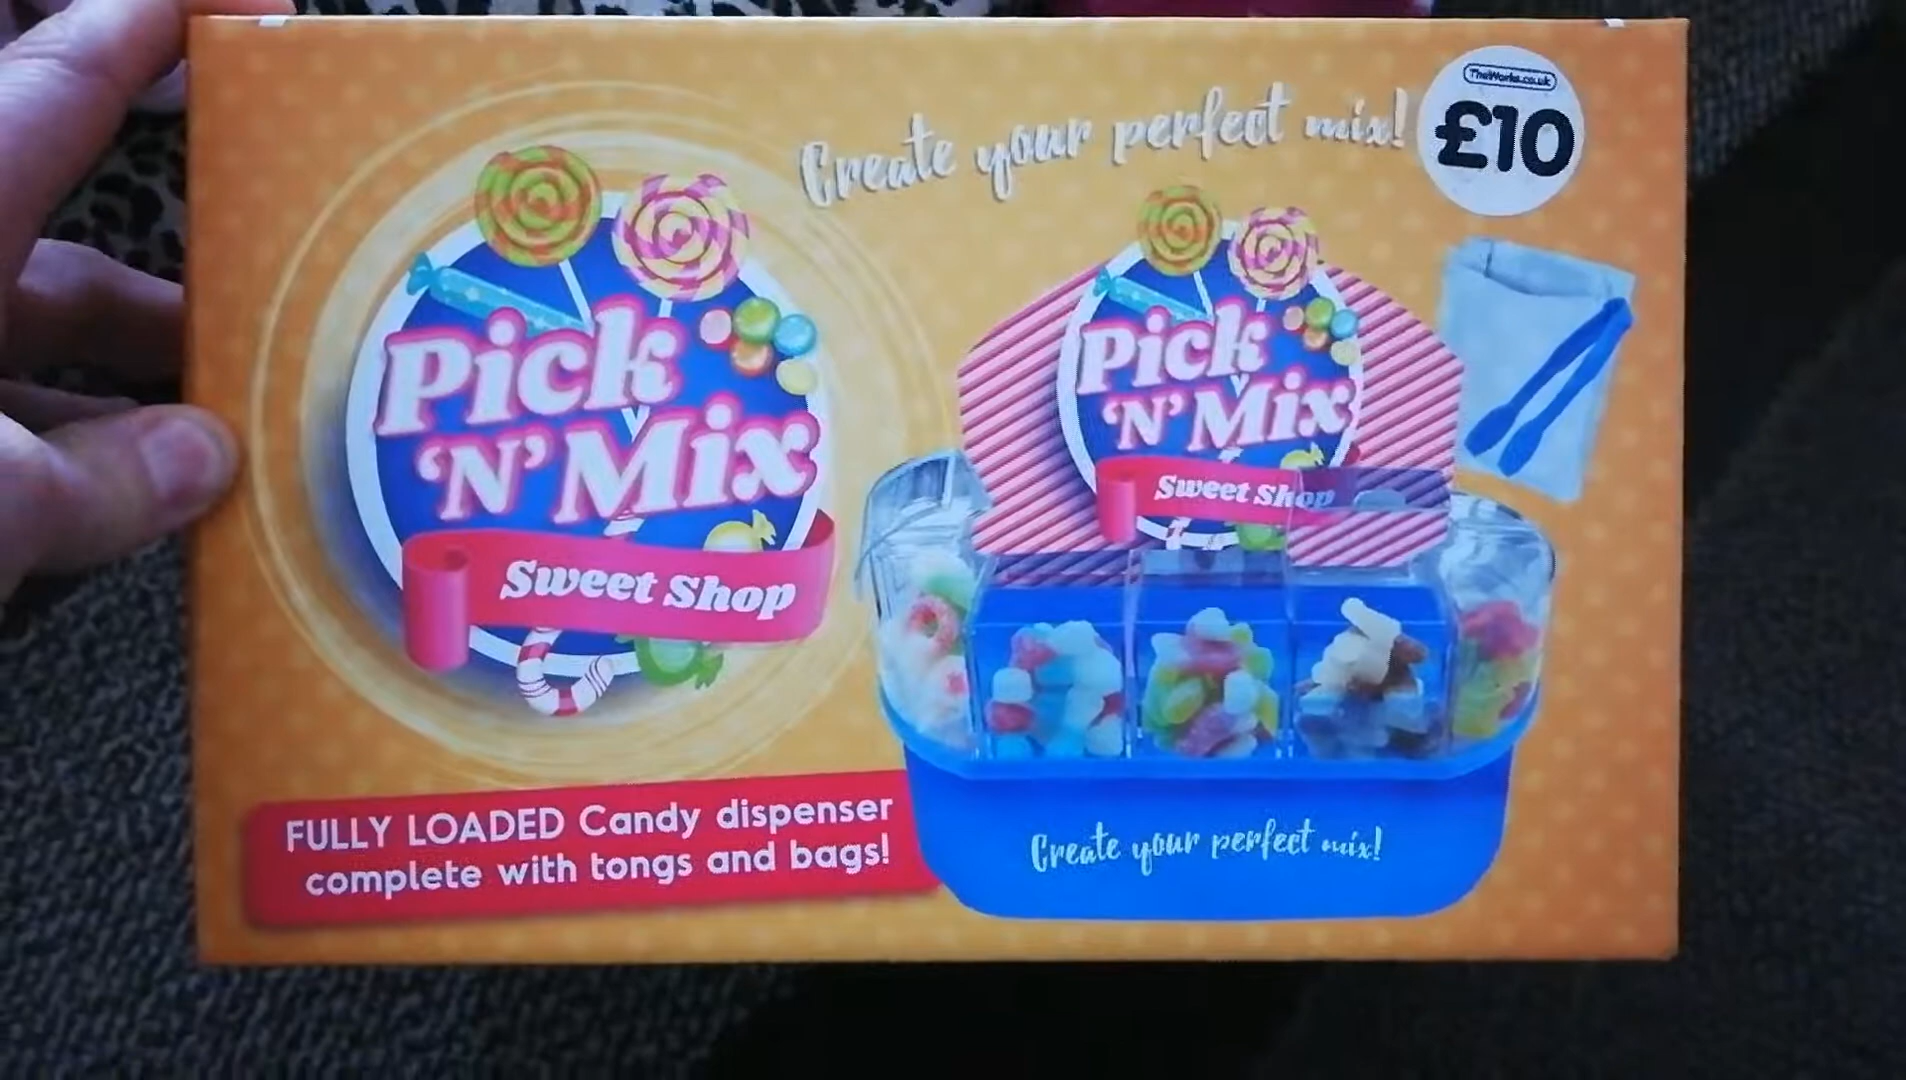 Create your perfect mix!
TheWorks.co.uk
£10
Pick
'N' Mix
Sweet Shop
Pick
'N' Mix
Sweet Shop
FULLY LOADED Candy dispenser
complete with tongs and bags!
Create your perfect mix!